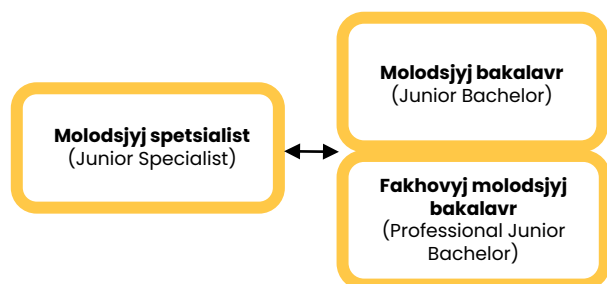 Molodsjyj spetsialist
(Junior Specialist)
Molodsjyj bakalavr
(Junior Bachelor)
Fakhovyj molodsjyj
bakalavr
(Professional Junior
Bachelor)